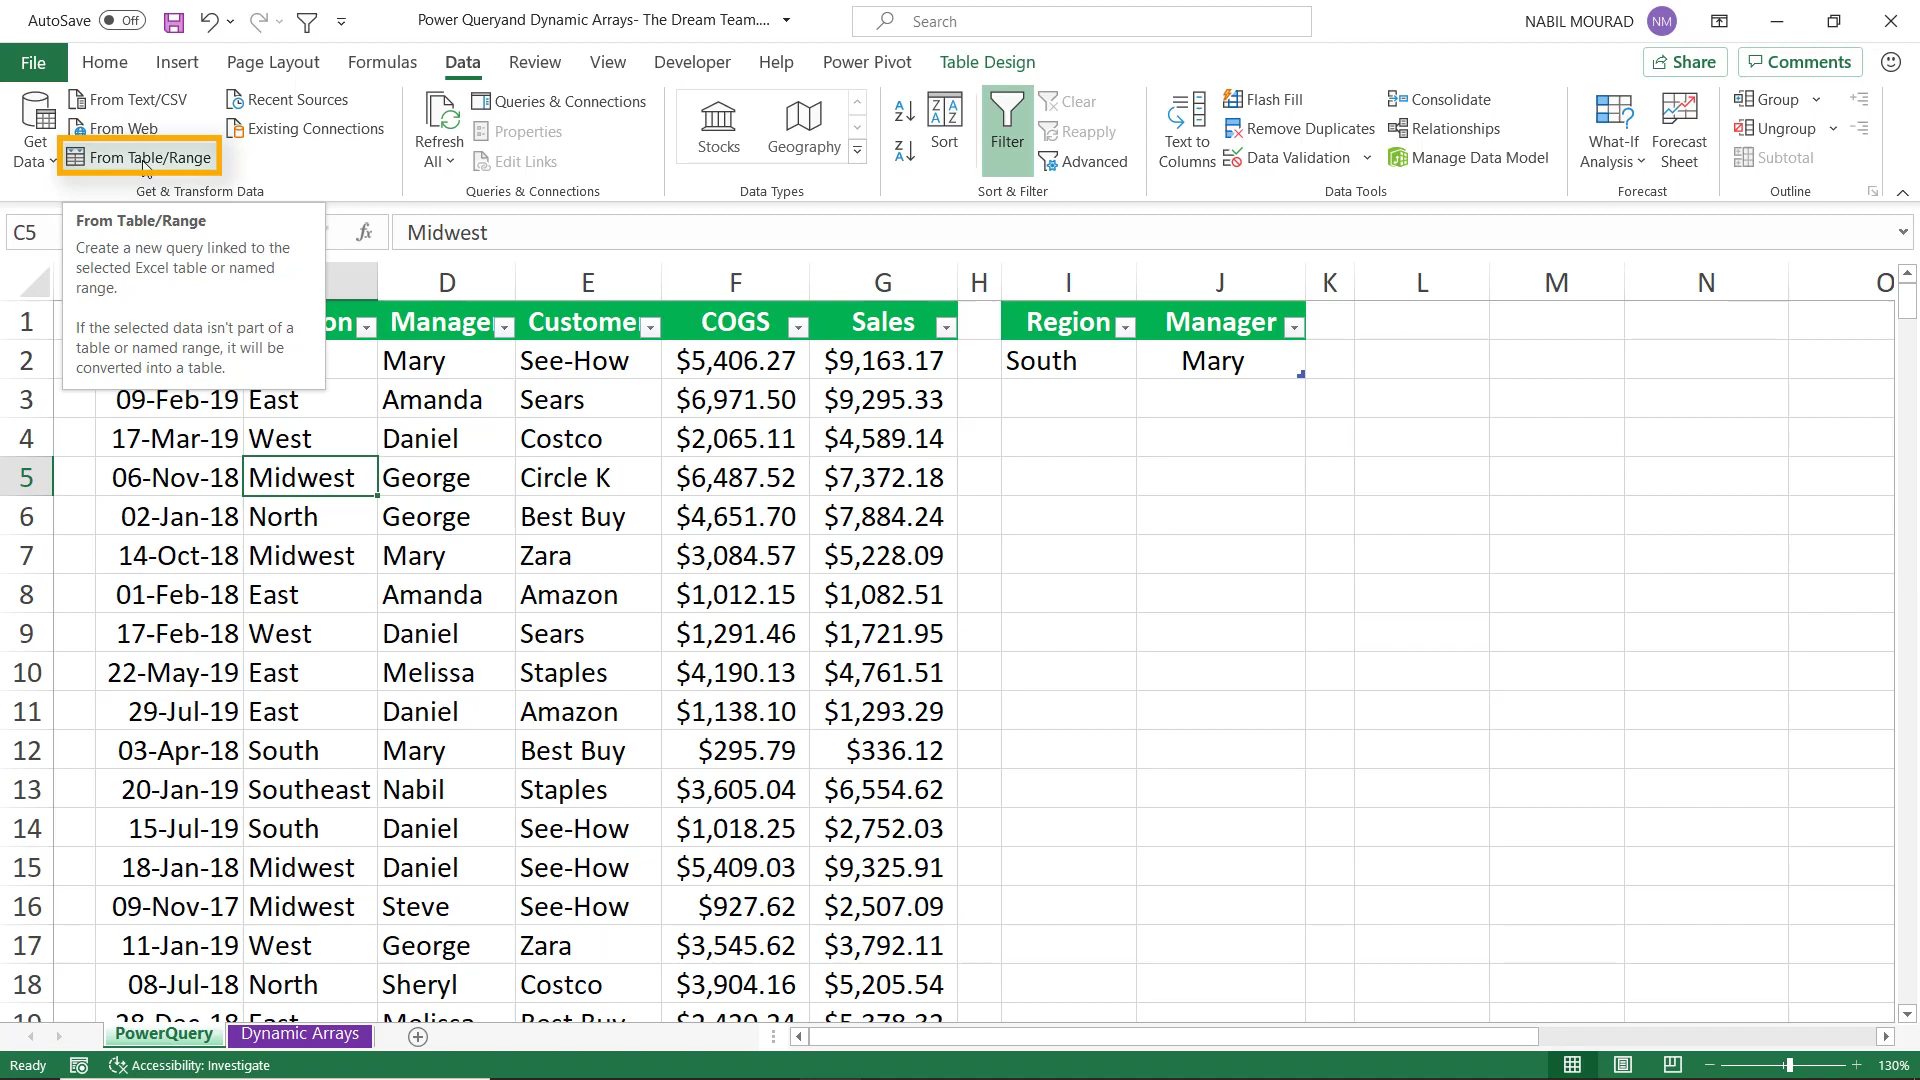 AutoSave Off Power Queryand Dynamic Arrays- The Dream Team.... Search NABIL MOURAD NM
File Home Insert Page Layout Formulas Data Review View Developer Help Power Pivot Table Design Share Comments
Get Data
From Text/CSV
From Web
From Table/Range
Recent Sources
Existing Connections
Get & Transform Data
Refresh All
Queries & Connections
Properties
Edit Links
Queries & Connections
Stocks Geography
Data Types
Sort
Filter
Clear
Reapply
Advanced
Sort & Filter
Text to Columns
Flash Fill
Remove Duplicates
Data Validation
Consolidate
Relationships
Manage Data Model
Data Tools
What-If Analysis
Forecast Sheet
Forecast
Group
Ungroup
Subtotal
Outline
C5 fx Midwest
From Table/Range
Create a new query linked to the
selected Excel table or named
range.
If the selected data isn't part of a
table or named range, it will be
converted into a table.
D E F G H I J K L M N O
1 on Manage Custome COGS Sales Region Manager
2 Mary See-How $5,406.27 $9,163.17 South Mary
3 09-Feb-19 East Amanda Sears $6,971.50 $9,295.33
4 17-Mar-19 West Daniel Costco $2,065.11 $4,589.14
5 06-Nov-18 Midwest George Circle K $6,487.52 $7,372.18
6 02-Jan-18 North George Best Buy $4,651.70 $7,884.24
7 14-Oct-18 Midwest Mary Zara $3,084.57 $5,228.09
8 01-Feb-18 East Amanda Amazon $1,012.15 $1,082.51
9 17-Feb-18 West Daniel Sears $1,291.46 $1,721.95
10 22-May-19 East Melissa Staples $4,190.13 $4,761.51
11 29-Jul-19 East Daniel Amazon $1,138.10 $1,293.29
12 03-Apr-18 South Mary Best Buy $295.79 $336.12
13 20-Jan-19 Southeast Nabil Staples $3,605.04 $6,554.62
14 15-Jul-19 South Daniel See-How $1,018.25 $2,752.03
15 18-Jan-18 Midwest Daniel See-How $5,409.03 $9,325.91
16 09-Nov-17 Midwest Steve See-How $927.62 $2,507.09
17 11-Jan-19 West George Zara $3,545.62 $3,792.11
18 08-Jul-18 North Sheryl Costco $3,904.16 $5,205.54
19 28-Dec-18 East Melissa Best Buy
PowerQuery Dynamic Arrays
Ready Accessibility: Investigate 130%